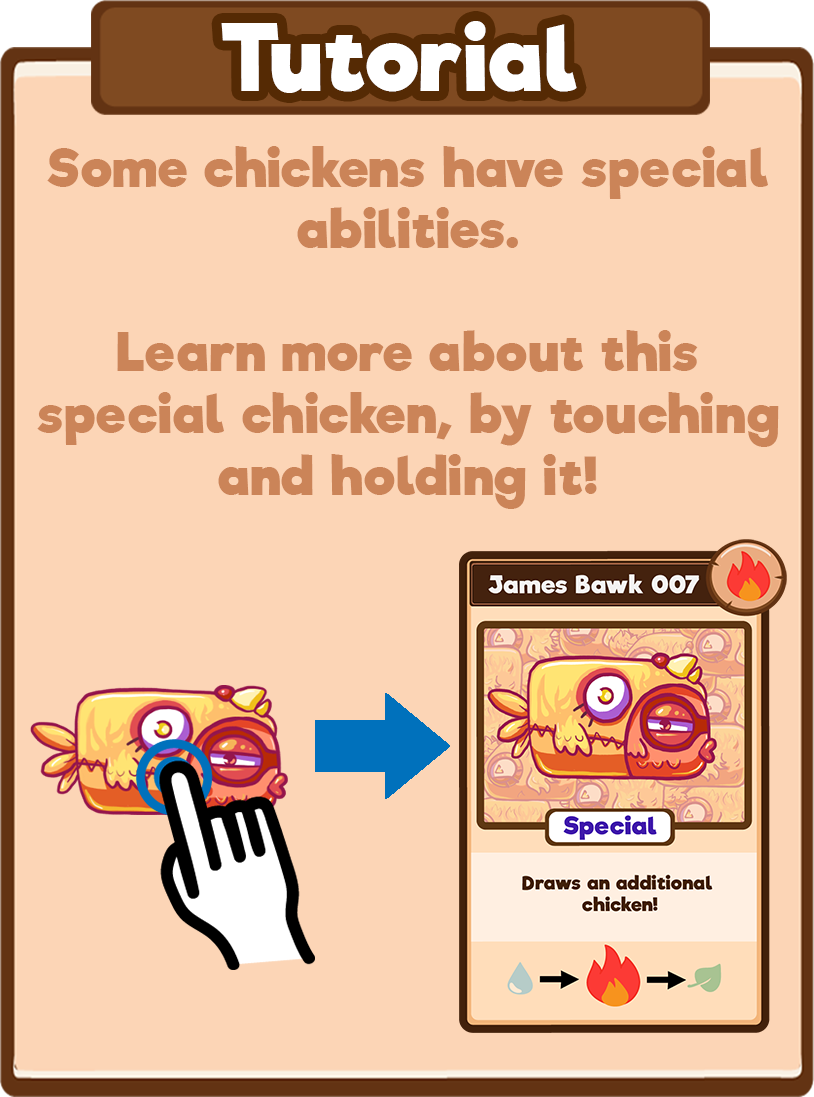 Tutorial
Some chickens have special
abilities.
Learn more about this
special chicken, by touching
and holding it!
James Bawk 007
Special
Draws an additional
chicken!